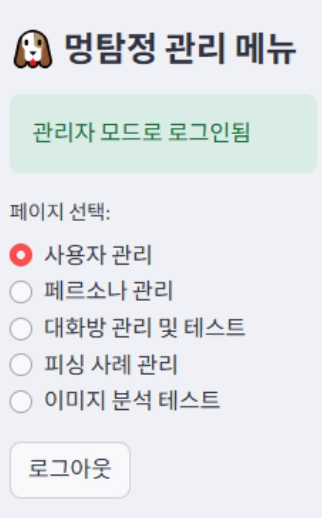 멍탐정 관리 메뉴
관리자 모드로 로그인됨
페이지 선택:
사용자 관리
페르소나 관리
대화방 관리 및 테스트
피싱 사례 관리
이미지 분석 테스트
로그아웃